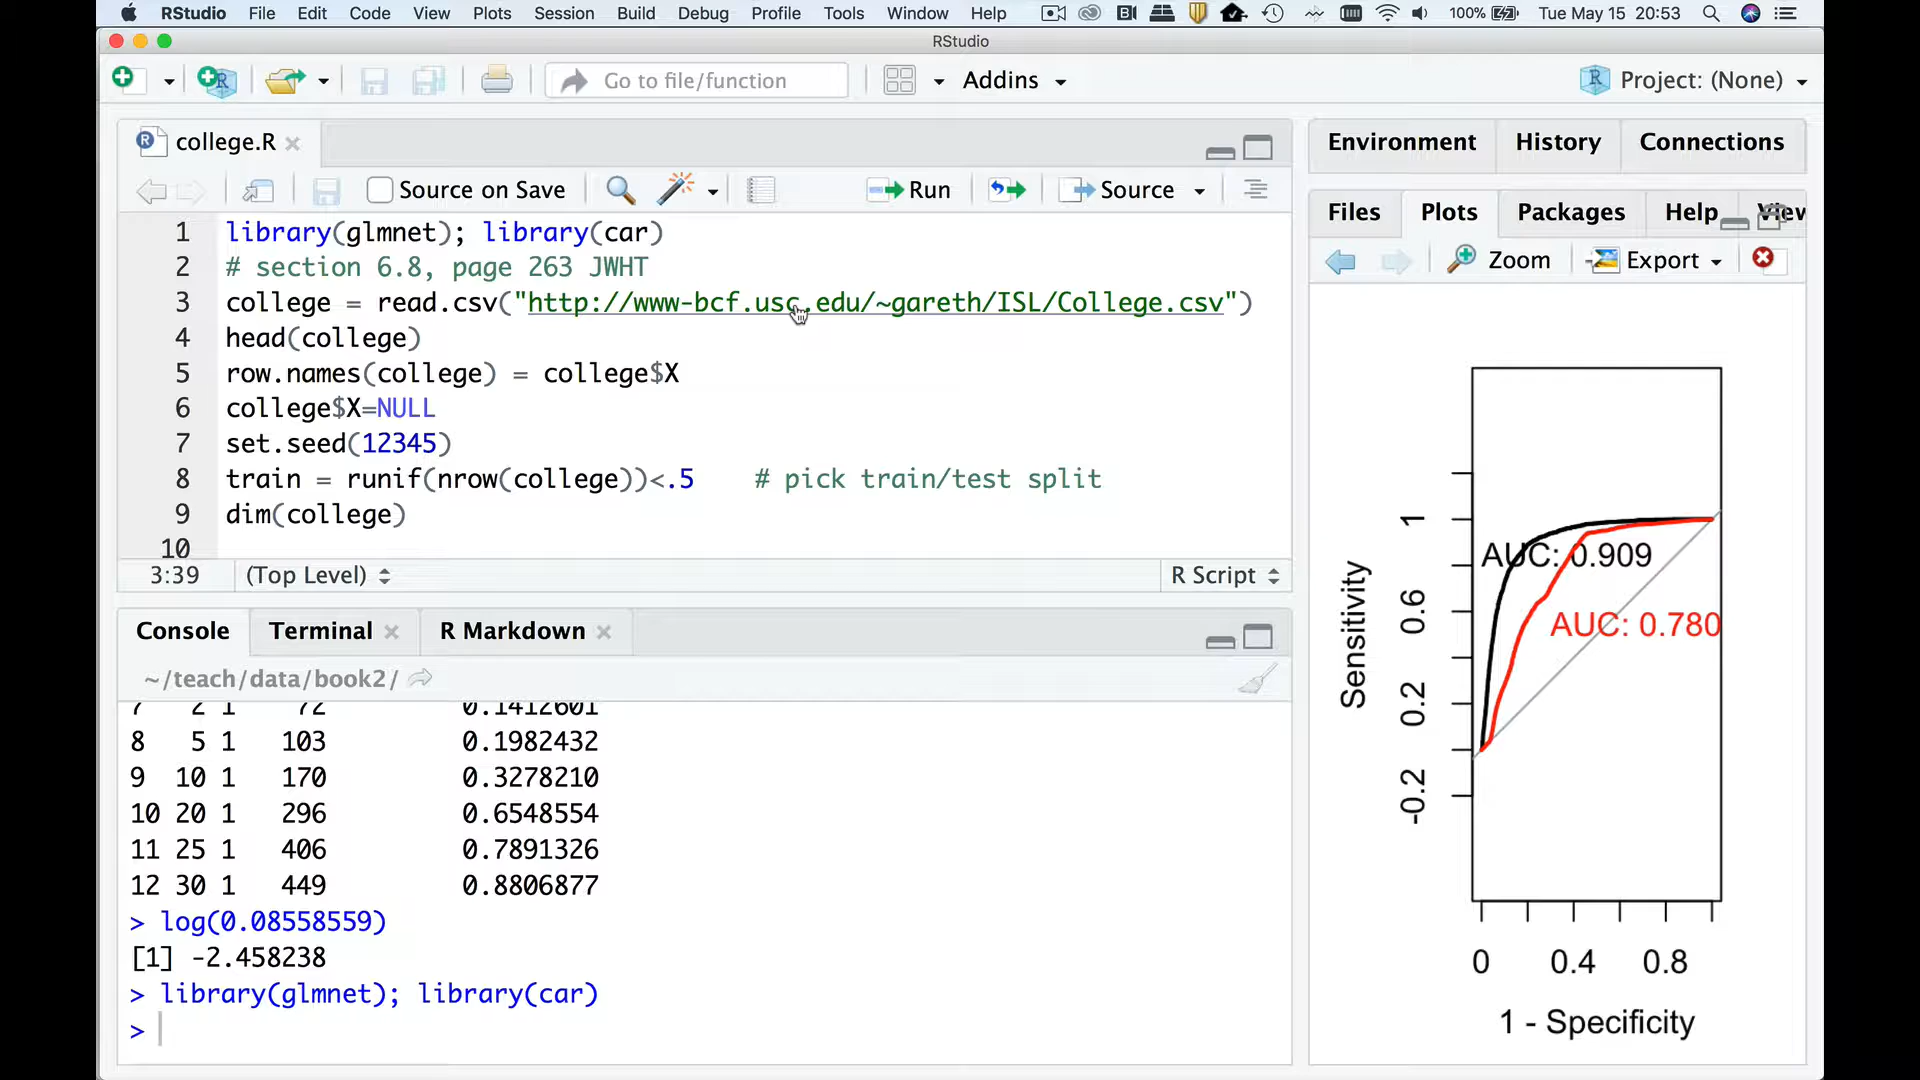 RStudio File Edit Code View Plots Session Build Debug Profile Tools Window Help 100% Tue May 15 20:53
RStudio
Go to file/function Addins Project: (None)
college.R
Source on Save Run Source
1 library(glmnet); library(car)
2 # section 6.8, page 263 JWHT
3 college = read.csv("http://www-bcf.usc.edu/~gareth/ISL/College.csv")
4 head(college)
5 row.names(college) = college$X
6 college$X=NULL
7 set.seed(12345)
8 train = runif(nrow(college))<.5 # pick train/test split
9 dim(college)
10
3:39 (Top Level) R Script
Console Terminal R Markdown
~/teach/data/book2/
7 2 1 72 0.1412601
8 5 1 103 0.1982432
9 10 1 170 0.3278210
10 20 1 296 0.6548554
11 25 1 406 0.7891326
12 30 1 449 0.8806877
> log(0.08558559)
[1] -2.458238
> library(glmnet); library(car)
>
Environment History Connections
Files Plots Packages Help View
Zoom Export
Sensitivity
1
0.6
0.2
-0.2
AUC: 0.909
AUC: 0.780
0 0.4 0.8
1 - Specificity